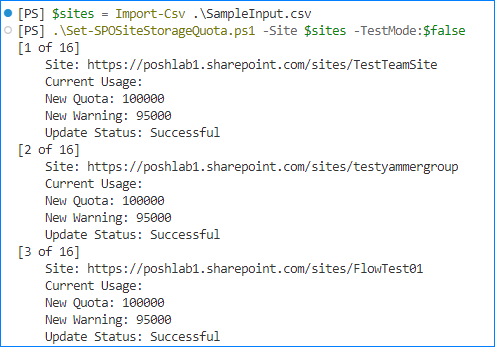 [PS] $sites = Import-Csv .\SampleInput.csv
[PS] .\Set-SPOSiteStorageQuota.ps1 -Site $sites -TestMode:$false
[1 of 16]
    Site: https://poshlab1.sharepoint.com/sites/TestTeamSite
    Current Usage:
    New Quota: 100000
    New Warning: 95000
    Update Status: Successful
[2 of 16]
    Site: https://poshlab1.sharepoint.com/sites/testyammergroup
    Current Usage:
    New Quota: 100000
    New Warning: 95000
    Update Status: Successful
[3 of 16]
    Site: https://poshlab1.sharepoint.com/sites/FlowTest01
    Current Usage:
    New Quota: 100000
    New Warning: 95000
    Update Status: Successful